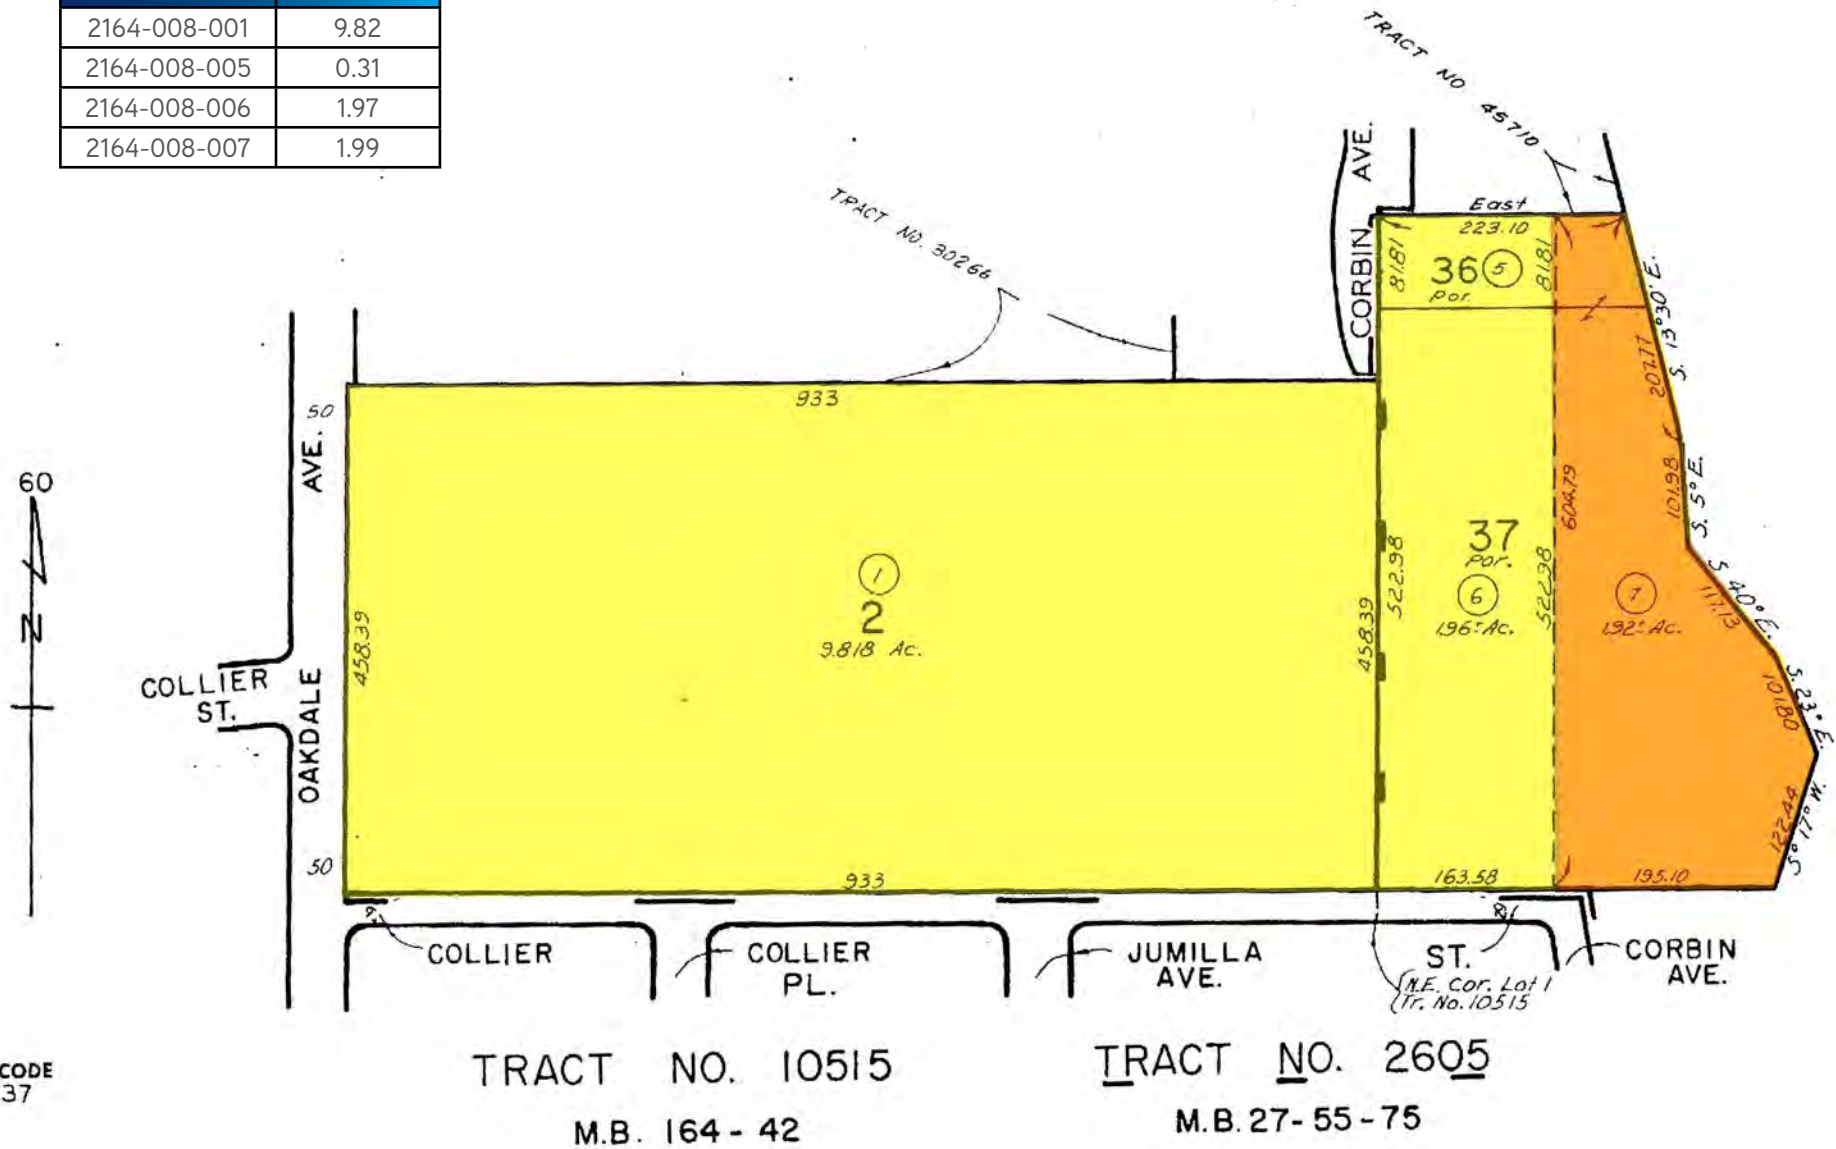 2164-008-001 9.82
2164-008-005 0.31
2164-008-006 1.97
2164-008-007 1.99
TRACT NO 45710
TRACT NO. 30266
CORBIN AVE.
East
223.10
81.81
36 5
por.
81.81
S. 13°30' E.
207.77
50
933
AVE.
60
N
101.98
S. 5° E.
604.79
37
por.
6
1.96± Ac.
522.98
522.98
1
2
9.818 Ac.
458.39
458.39
7
1.92± Ac.
S 40° E.
117.13
S. 23° E.
101.80
COLLIER
ST.
OAKDALE
50
933
163.58
195.10
122.44
S° 17° W.
COLLIER
COLLIER
PL.
JUMILLA
AVE.
ST.
CORBIN
AVE.
N.E. Cor. Lot 1
Tr. No. 10515
CODE
37
TRACT NO. 10515
M.B. 164 - 42
TRACT NO. 2605
M.B. 27- 55 - 75